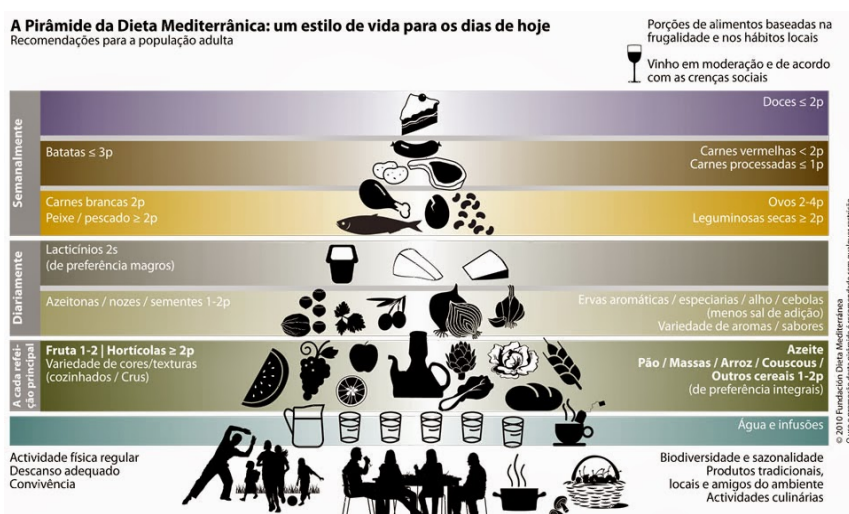 A Pirâmide da Dieta Mediterrânica: um estilo de vida para os dias de hoje
Recomendações para a população adulta
Porções de alimentos baseadas na
frugalidade e nos hábitos locais
Vinho em moderação e de acordo
com as crenças sociais
Semanalmente
Doces ≤ 2p
Batatas ≤ 3p
Carnes vermelhas < 2p
Carnes processadas ≤ 1p
Carnes brancas 2p
Peixe / pescado ≥ 2p
Ovos 2-4p
Leguminosas secas ≥ 2p
Diariamente
Lacticínios 2s
(de preferência magros)
Azeitonas / nozes / sementes 1-2p
Ervas aromáticas / especiarias / alho / cebolas
(menos sal de adição)
Variedade de aromas / sabores
A cada refei-
ção principal
Fruta 1-2 | Hortícolas ≥ 2p
Variedade de cores/texturas
(cozinhados / Crus)
Azeite
Pão / Massas / Arroz / Couscous /
Outros cereais 1-2p
(de preferência integrais)
Água e infusões
Actividade física regular
Descanso adequado
Convivência
Biodiversidade e sazonalidade
Produtos tradicionais,
locais e amigos do ambiente
Actividades culinárias
© 2010 Fundación Dieta Mediterránea